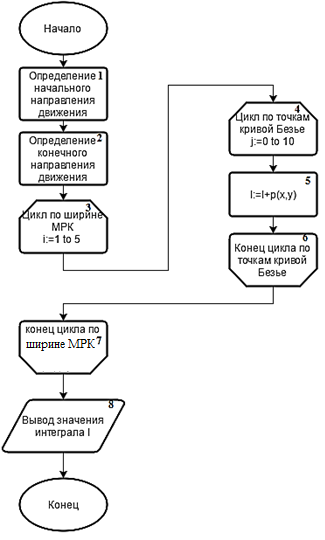 Начало
Определение 1
начального
направления
движения
Определение 2
конечного
направления
движения
3
Цикл по ширине
МРК
i:=1 to 5
4
Цикл по точкам
кривой Безье
j:=0 to 10
5
I:=I+p(x,y)
6
Конец цикла по
точкам кривой
Безье
конец цикла по
ширине МРК 7
8
Вывод значения
интеграла I
Конец